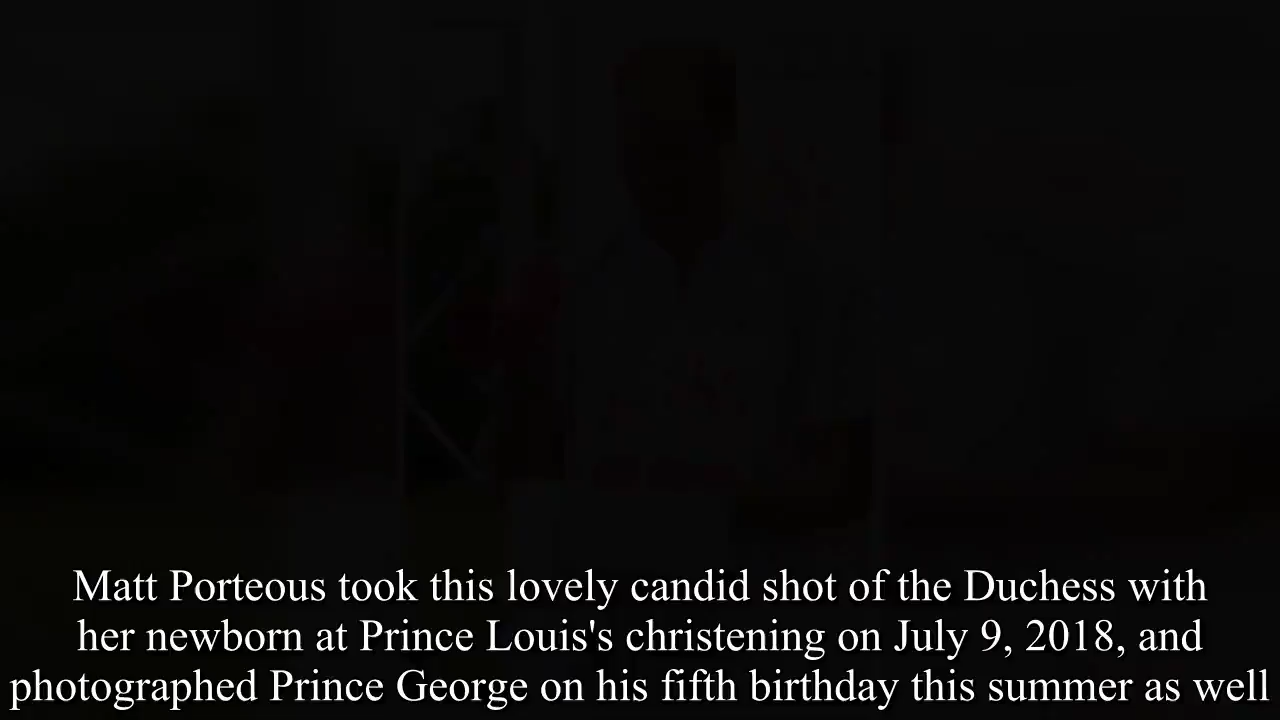 Matt Porteous took this lovely candid shot of the Duchess with
her newborn at Prince Louis's christening on July 9, 2018, and
photographed Prince George on his fifth birthday this summer as well